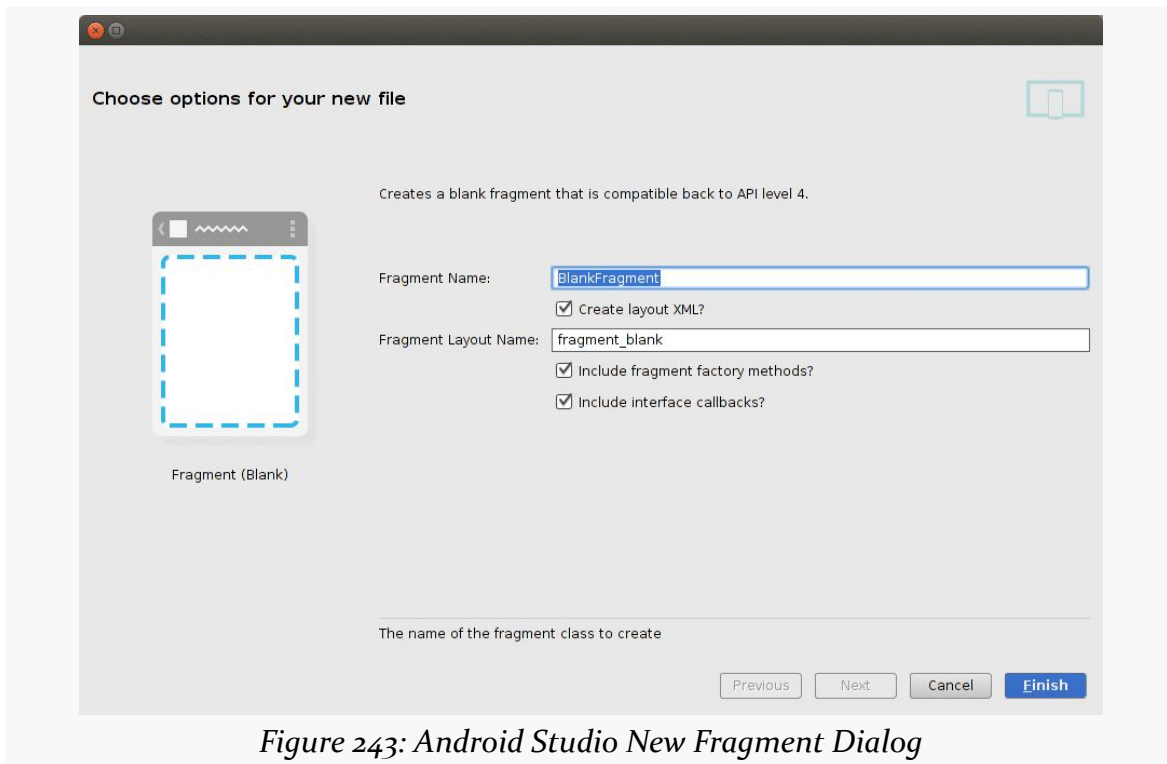 Choose options for your new file
Creates a blank fragment that is compatible back to API level 4.
Fragment Name: BlankFragment
Create layout XML?
Fragment Layout Name: fragment_blank
Include fragment factory methods?
Include interface callbacks?
Fragment (Blank)
The name of the fragment class to create
Previous Next Cancel Finish
Figure 243: Android Studio New Fragment Dialog